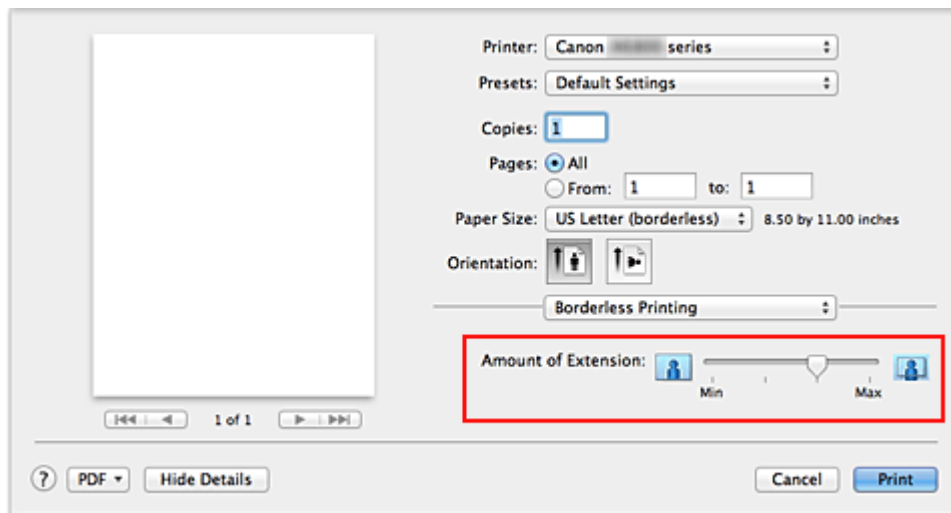 Printer: Canon series
Presets: Default Settings
Copies: 1
Pages: All
From: 1 to: 1
Paper Size: US Letter (borderless) 8.50 by 11.00 inches
Orientation:
Borderless Printing
Amount of Extension:
Min Max
1 of 1
? PDF Hide Details Cancel Print